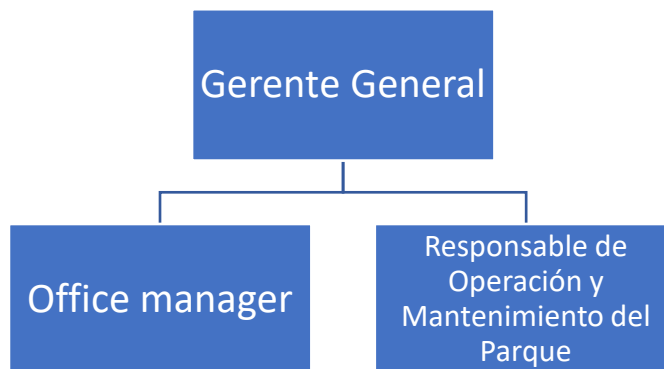 Gerente General
Office manager
Responsable de
Operación y
Mantenimiento del
Parque